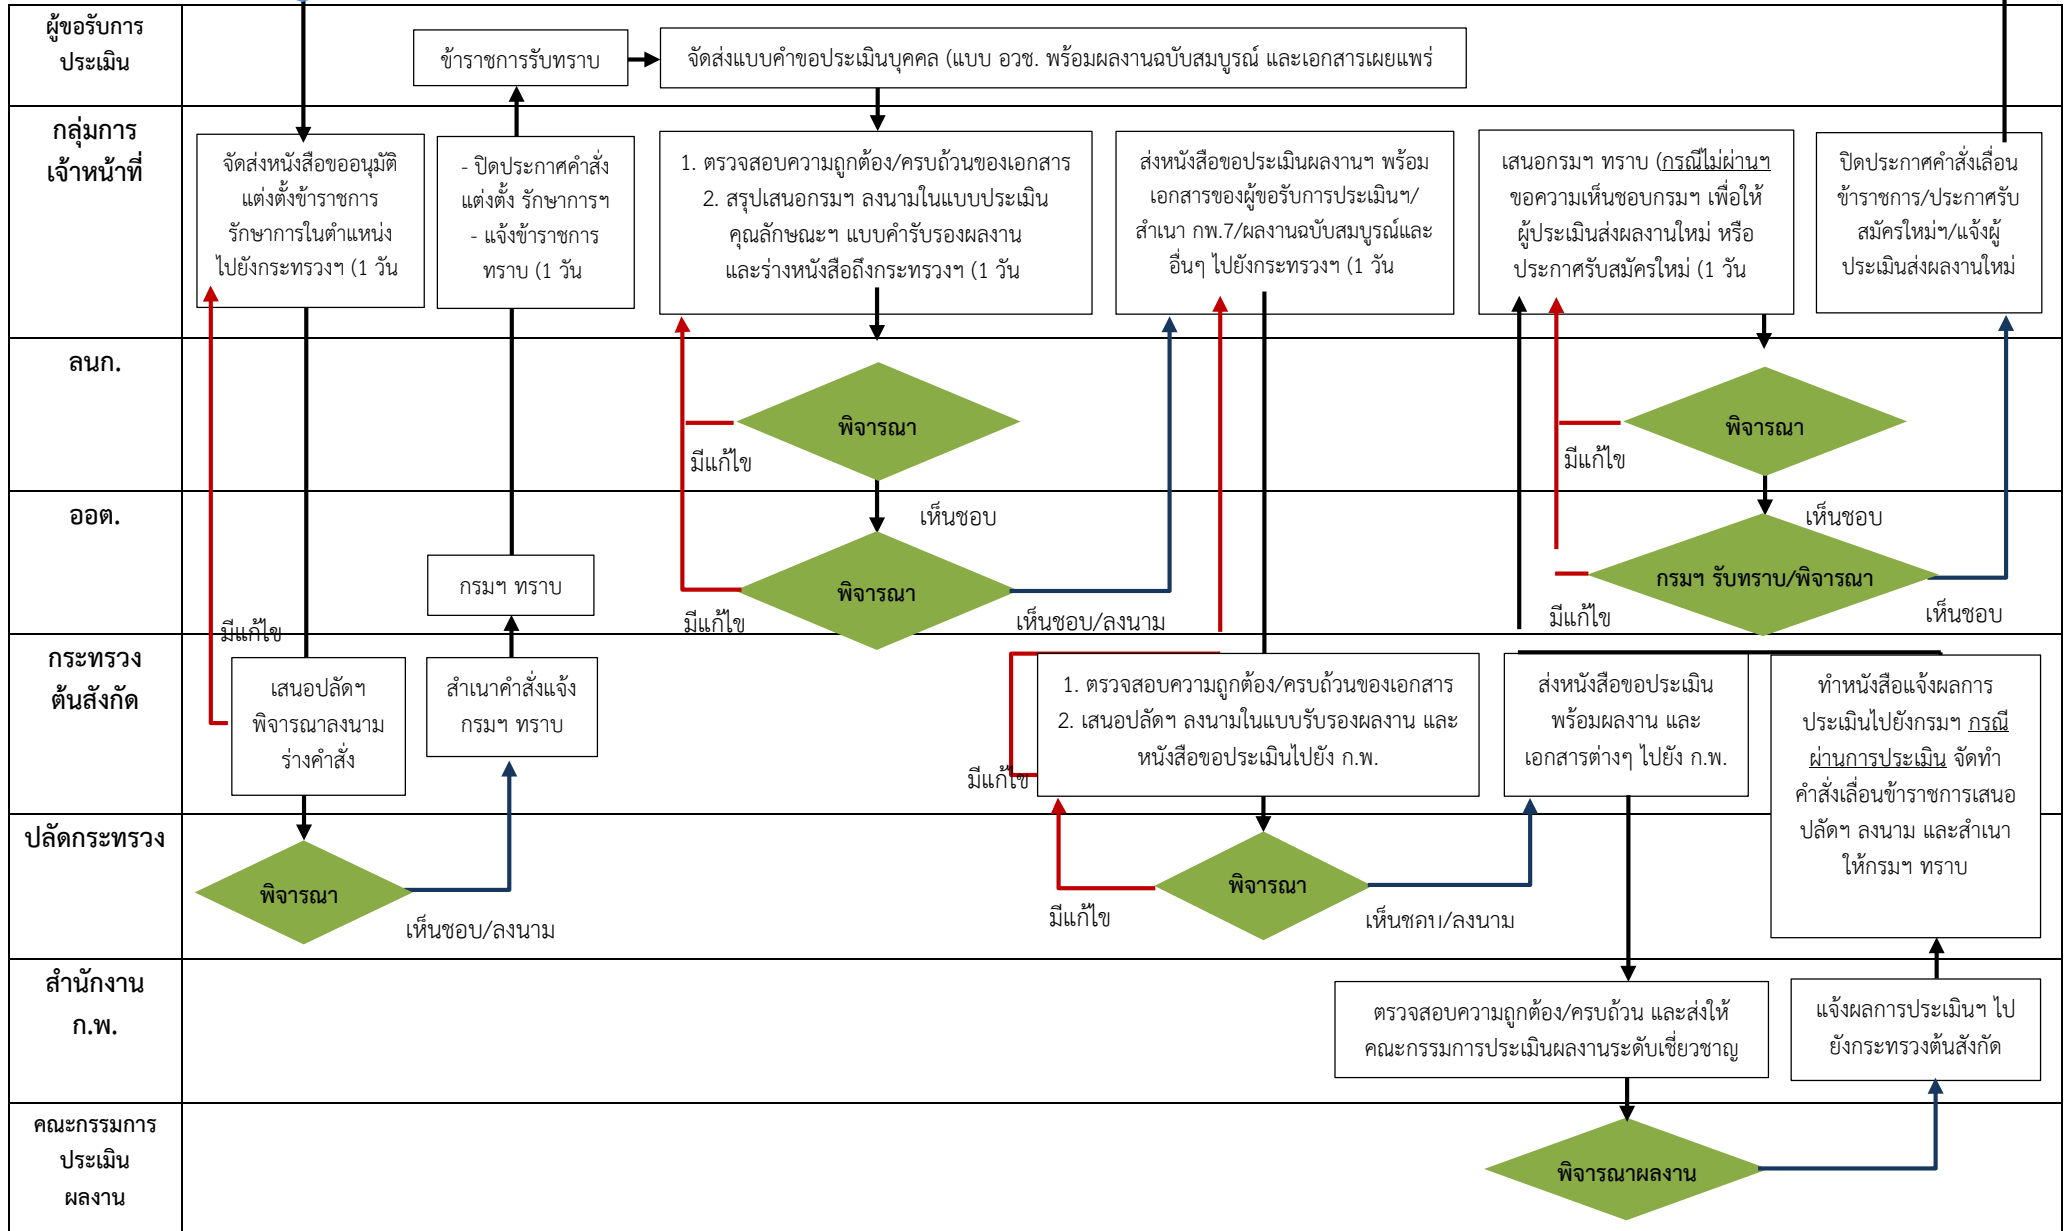 ผู้ขอรับการ
ประเมิน
ข้าราชการรับทราบ
จัดส่งแบบคำขอประเมินบุคคล (แบบ อวช. พร้อมผลงานฉบับสมบูรณ์ และเอกสารเผยแพร่
กลุ่มการ
เจ้าหน้าที่
จัดส่งหนังสือขออนุมัติ
แต่งตั้งข้าราชการ
รักษาการในตำแหน่ง
ไปยังกระทรวงฯ (1 วัน
- ปิดประกาศคำสั่ง
แต่งตั้ง รักษาการฯ
- แจ้งข้าราชการ
ทราบ (1 วัน
1. ตรวจสอบความถูกต้อง/ครบถ้วนของเอกสาร
2. สรุปเสนอกรมฯ ลงนามในแบบประเมิน
คุณลักษณะฯ แบบคำรับรองผลงาน
และร่างหนังสือถึงกระทรวงฯ (1 วัน
ส่งหนังสือขอประเมินผลงานฯ พร้อม
เอกสารของผู้ขอรับการประเมินฯ/
สำเนา กพ.7/ผลงานฉบับสมบูรณ์และ
อื่นๆ ไปยังกระทรวงฯ (1 วัน
เสนอกรมฯ ทราบ (กรณีไม่ผ่านฯ
ขอความเห็นชอบกรมฯ เพื่อให้
ผู้ประเมินส่งผลงานใหม่ หรือ
ประกาศรับสมัครใหม่ (1 วัน
ปิดประกาศคำสั่งเลื่อน
ข้าราชการ/ประกาศรับ
สมัครใหม่ฯ/แจ้งผู้
ประเมินส่งผลงานใหม่
ลนก.
พิจารณา
มีแก้ไข
พิจารณา
มีแก้ไข
ออต.
เห็นชอบ
เห็นชอบ
กรมฯ ทราบ
พิจารณา
มีแก้ไข
เห็นชอบ/ลงนาม
กรมฯ รับทราบ/พิจารณา
มีแก้ไข
เห็นชอบ
มีแก้ไข
กระทรวง
ต้นสังกัด
เสนอปลัดฯ
พิจารณาลงนาม
ร่างคำสั่ง
สำเนาคำสั่งแจ้ง
กรมฯ ทราบ
1. ตรวจสอบความถูกต้อง/ครบถ้วนของเอกสาร
2. เสนอปลัดฯ ลงนามในแบบรับรองผลงาน และ
หนังสือขอประเมินไปยัง ก.พ.
มีแก้ไข
ส่งหนังสือขอประเมิน
พร้อมผลงาน และ
เอกสารต่างๆ ไปยัง ก.พ.
ทำหนังสือแจ้งผลการ
ประเมินไปยังกรมฯ กรณี
ผ่านการประเมิน จัดทำ
คำสั่งเลื่อนข้าราชการเสนอ
ปลัดฯ ลงนาม และสำเนา
ให้กรมฯ ทราบ
ปลัดกระทรวง
พิจารณา
เห็นชอบ/ลงนาม
พิจารณา
มีแก้ไข
เห็นชอบ/ลงนาม
สำนักงาน
ก.พ.
ตรวจสอบความถูกต้อง/ครบถ้วน และส่งให้
คณะกรรมการประเมินผลงานระดับเชี่ยวชาญ
แจ้งผลการประเมินฯ ไป
ยังกระทรวงต้นสังกัด
คณะกรรมการ
ประเมิน
ผลงาน
พิจารณาผลงาน